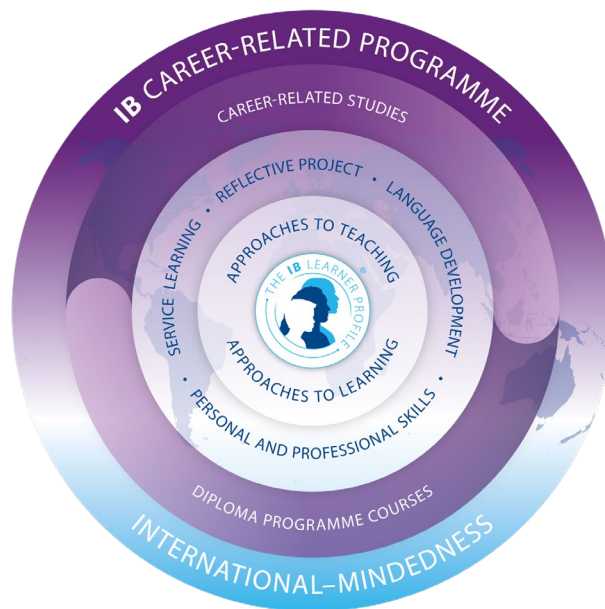 IB CAREER-RELATED PROGRAMME
CAREER-RELATED STUDIES
SERVICE LEARNING • REFLECTIVE PROJECT • LANGUAGE DEVELOPMENT
• PERSONAL AND PROFESSIONAL SKILLS •
APPROACHES TO TEACHING
THE IB LEARNER PROFILE ®
APPROACHES TO LEARNING
DIPLOMA PROGRAMME COURSES
INTERNATIONAL–MINDEDNESS